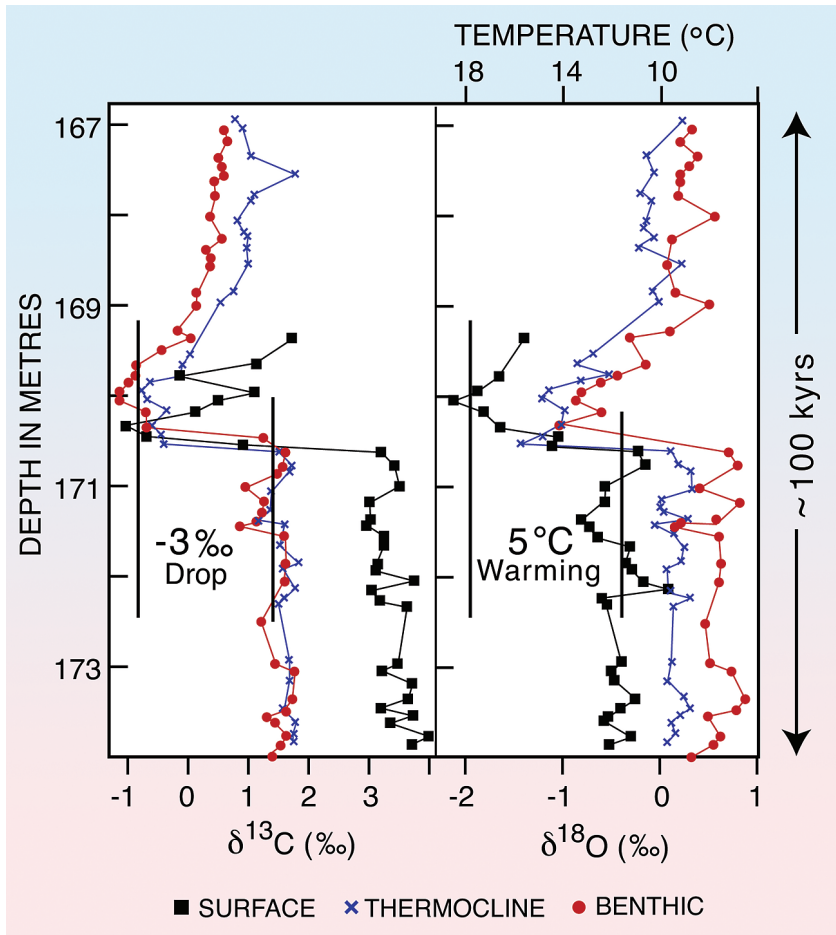 TEMPERATURE (°C)
18 14 10
167
169
171
173
DEPTH IN METRES
-3‰
Drop
5°C
Warming
~100 kyrs
-1 0 1 2 3
-2 -1 0 1
δ13C (‰)
δ18O (‰)
SURFACE THERMOCLINE BENTHIC